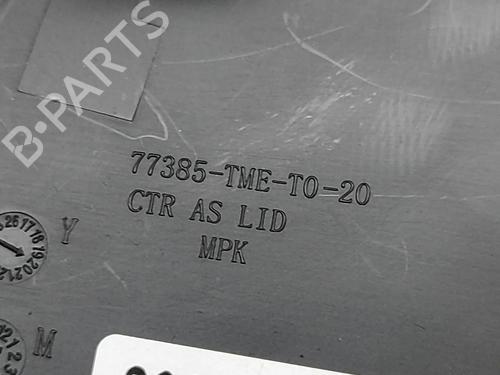 B-PARTS
77385-TME-T0-20
CTR AS LID
MPK
Y
M